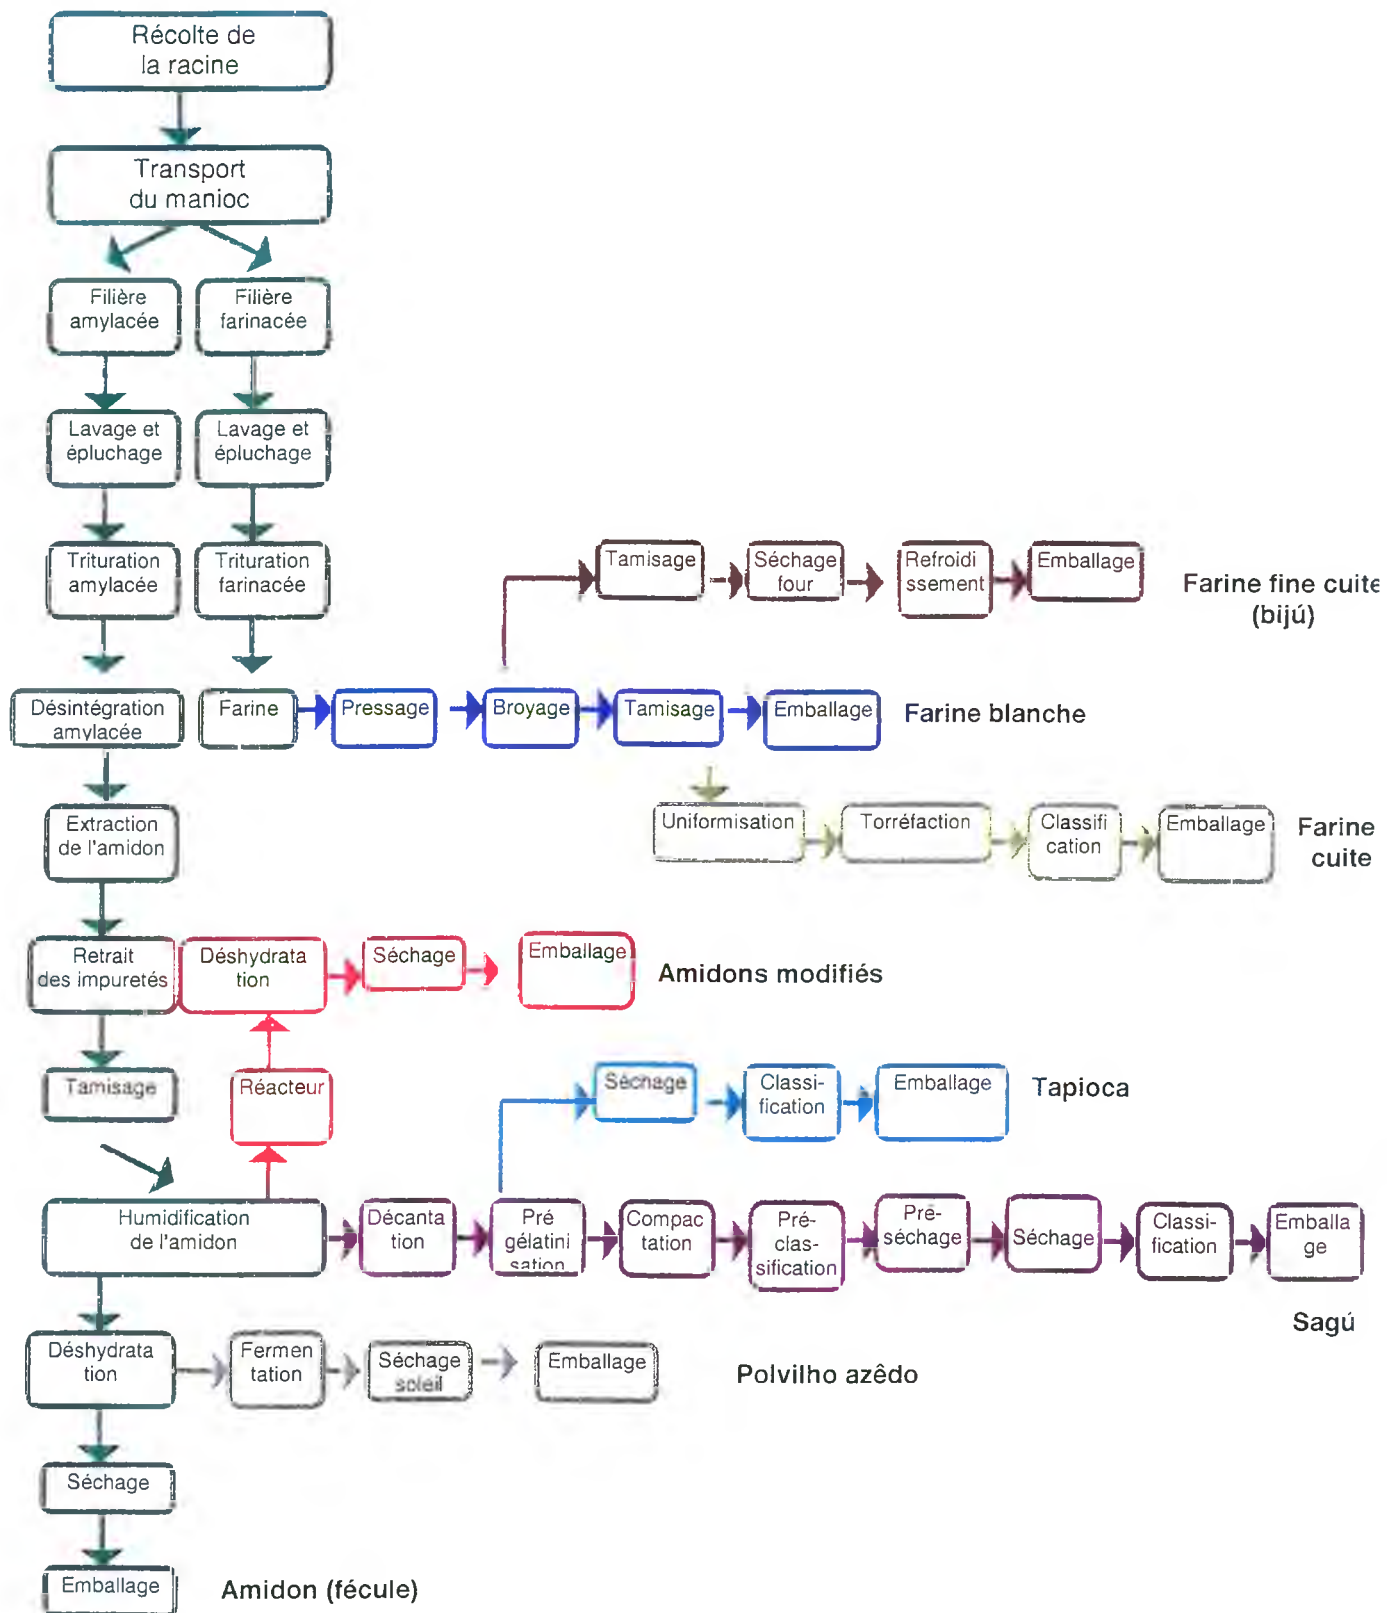 Récolte de
la racine
Transport
du manioc
Filière
amylacée
Filière
farinacée
Lavage et
épluchage
Lavage et
épluchage
Trituration
amylacée
Trituration
farinacée
Tamisage
Séchage
four
Refroidi
ssement
Emballage
Farine fine cuite
(bijú)
Désintégration
amylacée
Farine
Pressage
Broyage
Tamisage
Emballage
Farine blanche
Extraction
de l'amidon
Uniformisation
Torréfaction
Classifi
cation
Emballage
Farine
cuite
Retrait
des impuretés
Déshydrata
tion
Séchage
Emballage
Amidons modifiés
Tamisage
Réacteur
Séchage
Classi-
fication
Emballage
Tapioca
Humidification
de l'amidon
Décanta
tion
Pré
gélatini
sation
Compac
tation
Pré-
clas-
sification
Pré-
séchage
Séchage
Classi-
fication
Emballa
ge
Sagú
Déshydrata
tion
Fermen
tation
Séchage
soleil
Emballage
Polvilho azêdo
Séchage
Emballage
Amidon (fécule)